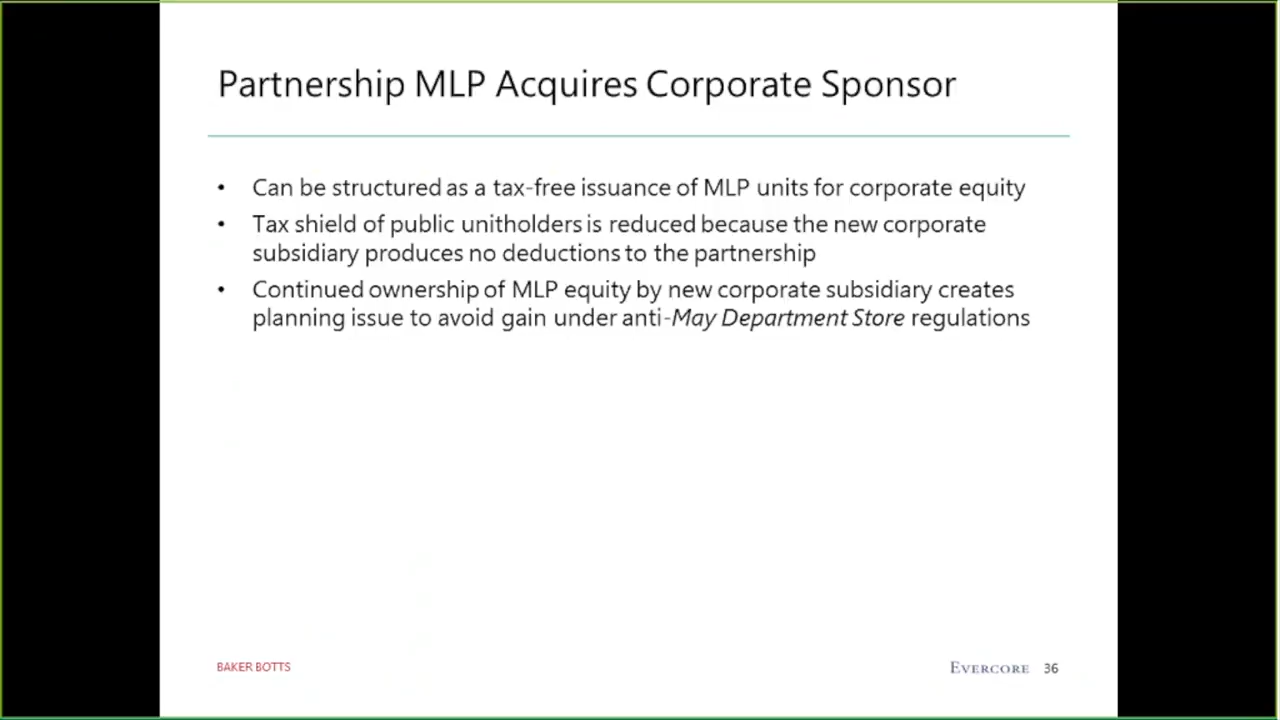 Partnership MLP Acquires Corporate Sponsor
• Can be structured as a tax-free issuance of MLP units for corporate equity
• Tax shield of public unitholders is reduced because the new corporate
subsidiary produces no deductions to the partnership
• Continued ownership of MLP equity by new corporate subsidiary creates
planning issue to avoid gain under anti-May Department Store regulations
BAKER BOTTS
EVERCORE 36